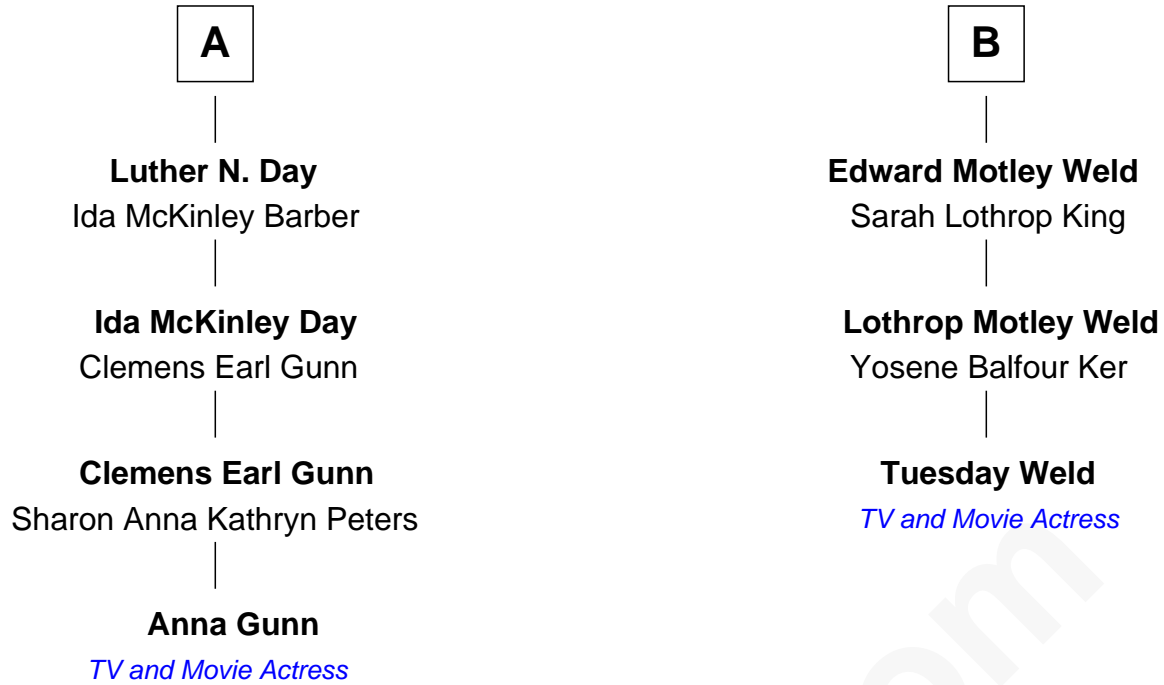 A
Luther N. Day
Ida McKinley Barber
Ida McKinley Day
Clemens Earl Gunn
Clemens Earl Gunn
Sharon Anna Kathryn Peters
Anna Gunn
TV and Movie Actress
B
Edward Motley Weld
Sarah Lothrop King
Lothrop Motley Weld
Yosene Balfour Ker
Tuesday Weld
TV and Movie Actress
om